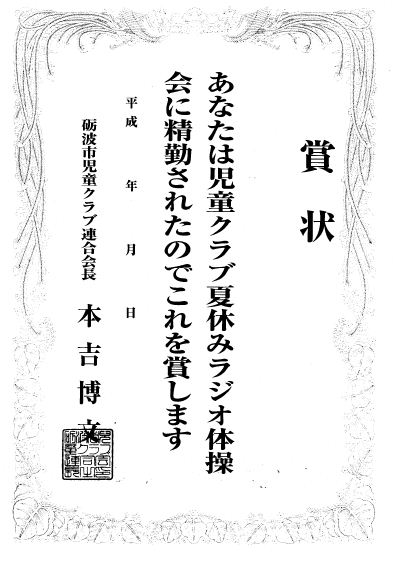 賞状
あなたは児童クラブ夏休みラジオ体操
会に精勤されたのでこれを賞します
平成　年　月　日
砺波市児童クラブ連合会長
本吉博文